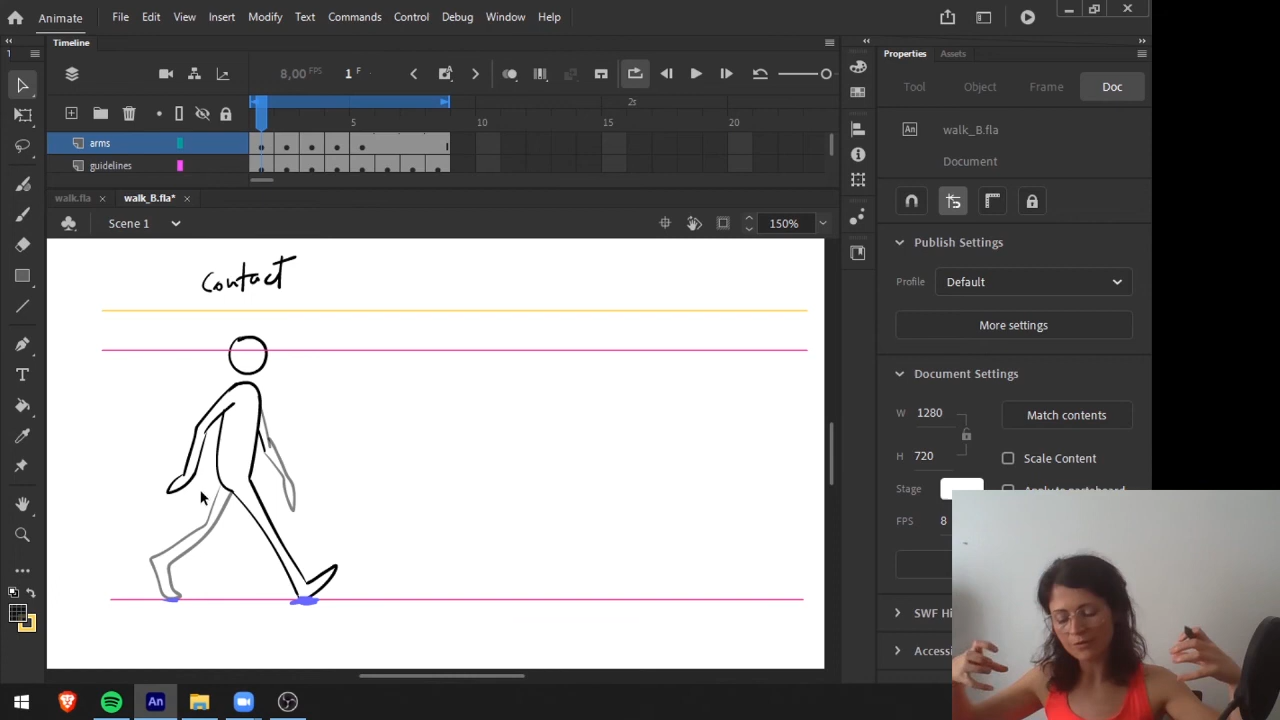 Animate
File Edit View Insert Modify Text Commands Control Debug Window Help
Timeline
8,00 FPS 1 F
2s
5 10 15 20
arms
guidelines
walk.fla walk_B.fla*
Scene 1
150%
contact
Properties Assets
Tool Object Frame Doc
An walk_B.fla
Document
Publish Settings
Profile Default
More settings
Document Settings
W 1280 Match contents
H 720 Scale Content
Stage
FPS 8
SWF Hi
Accessi
An